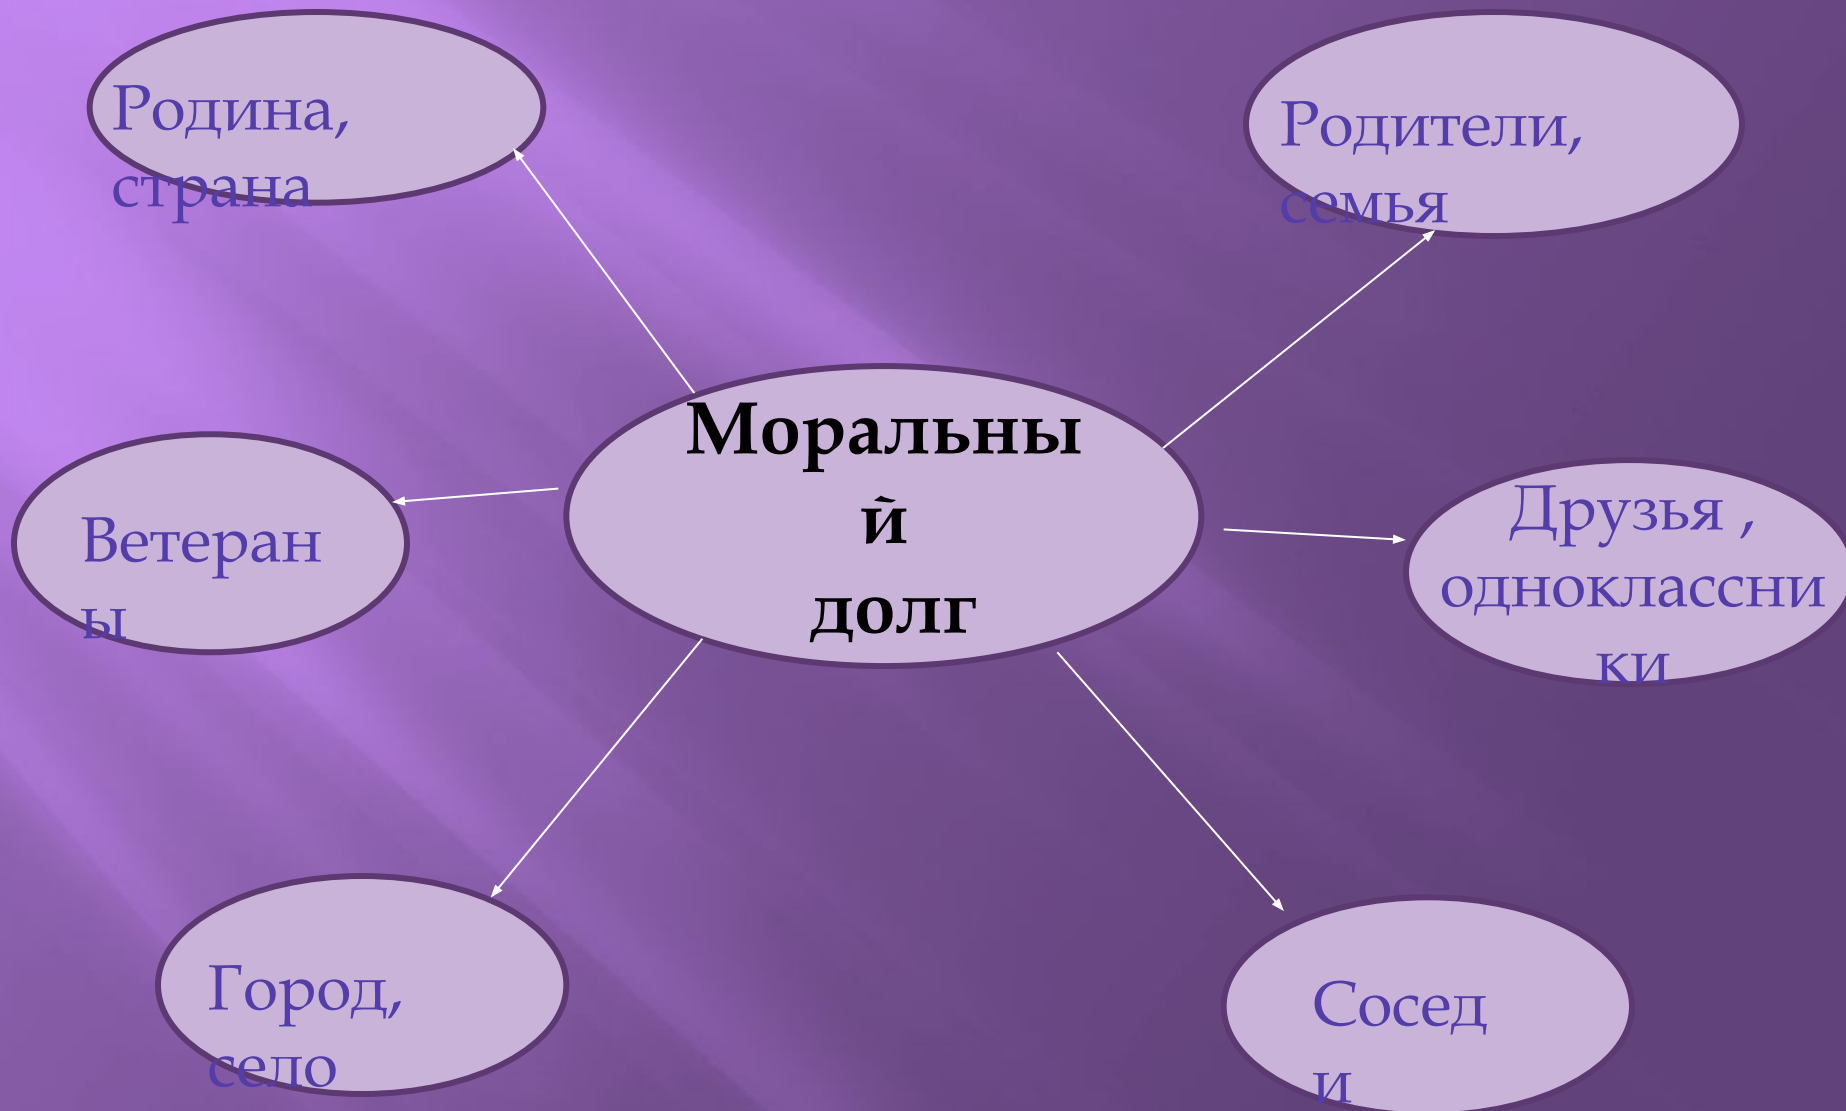 Родина,
страна
Родители,
семья
Моральны
й
долг
Ветеран
ы
Друзья ,
одноклассни
ки
Город,
село
Сосед
и